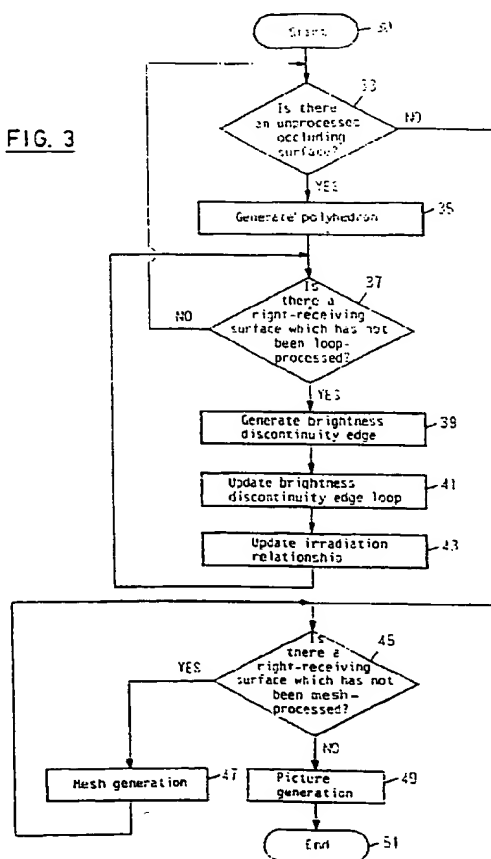 Start
30
FIG. 3
33
Is there
an unprocessed
occluding
surface?
NO
YES
Generate polyhedron
35
Is
there a
right-receiving
surface which has not
been loop-
processed?
37
NO
YES
Generate brightness
discontinuity edge
39
Update brightness
discontinuity edge loop
41
Update irradiation
relationship
43
Is
there a
right-receiving
surface which has not
been mesh-
processed?
45
YES
NO
Mesh generation
47
Picture
generation
49
End
51